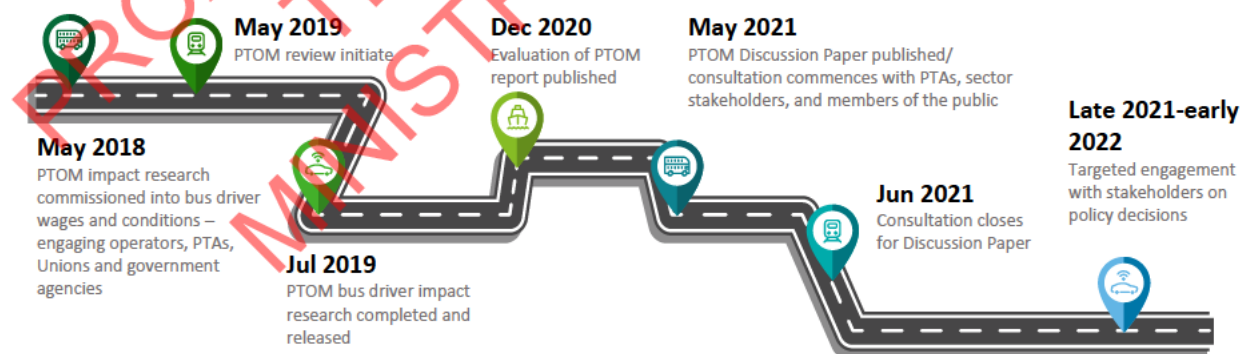 May 2018
PTOM impact research
commissioned into bus driver
wages and conditions –
engaging operators, PTAs,
Unions and government
agencies
May 2019
PTOM review initiate
Jul 2019
PTOM bus driver impact
research completed and
released
Dec 2020
Evaluation of PTOM
report published
May 2021
PTOM Discussion Paper published/
consultation commences with PTAs, sector
stakeholders, and members of the public
Jun 2021
Consultation closes
for Discussion Paper
Late 2021-early
2022
Targeted engagement
with stakeholders on
policy decisions